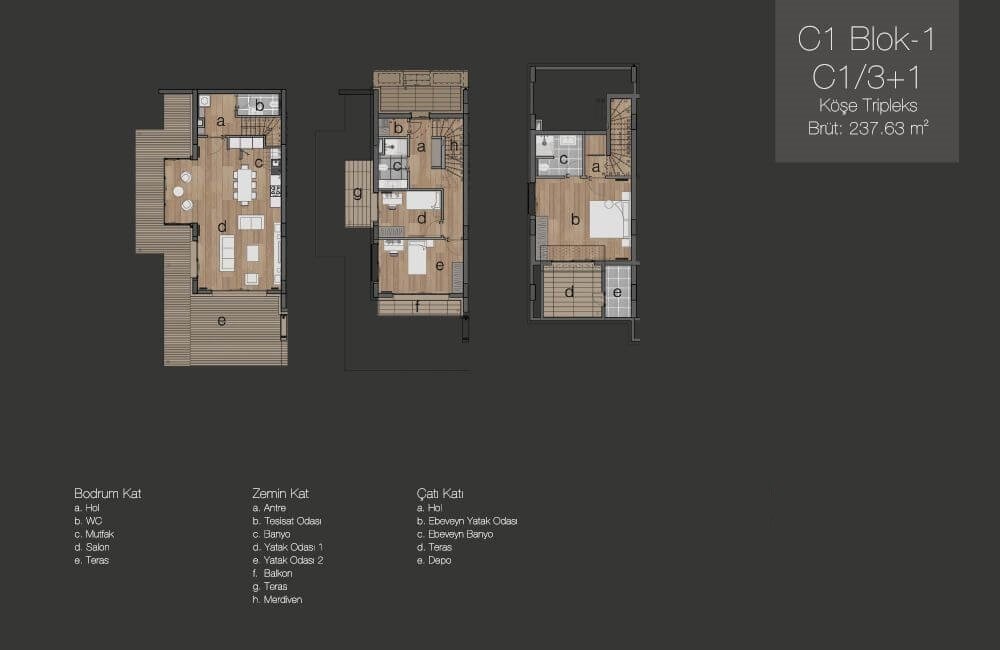 C1 Blok-1
C1/3+1
Köşe Tripleks
Brüt: 237.63 m²
a
b
c
d
e
b
a
h
c
g
d
e
f
c
a
b
d
e
Bodrum Kat
a. Hol
b. WC
c. Mutfak
d. Salon
e. Teras
Zemin Kat
a. Antre
b. Tesisat Odası
c. Banyo
d. Yatak Odası 1
e. Yatak Odası 2
f. Balkon
g. Teras
h. Merdiven
Çatı Katı
a. Hol
b. Ebeveyn Yatak Odası
c. Ebeveyn Banyo
d. Teras
e. Depo